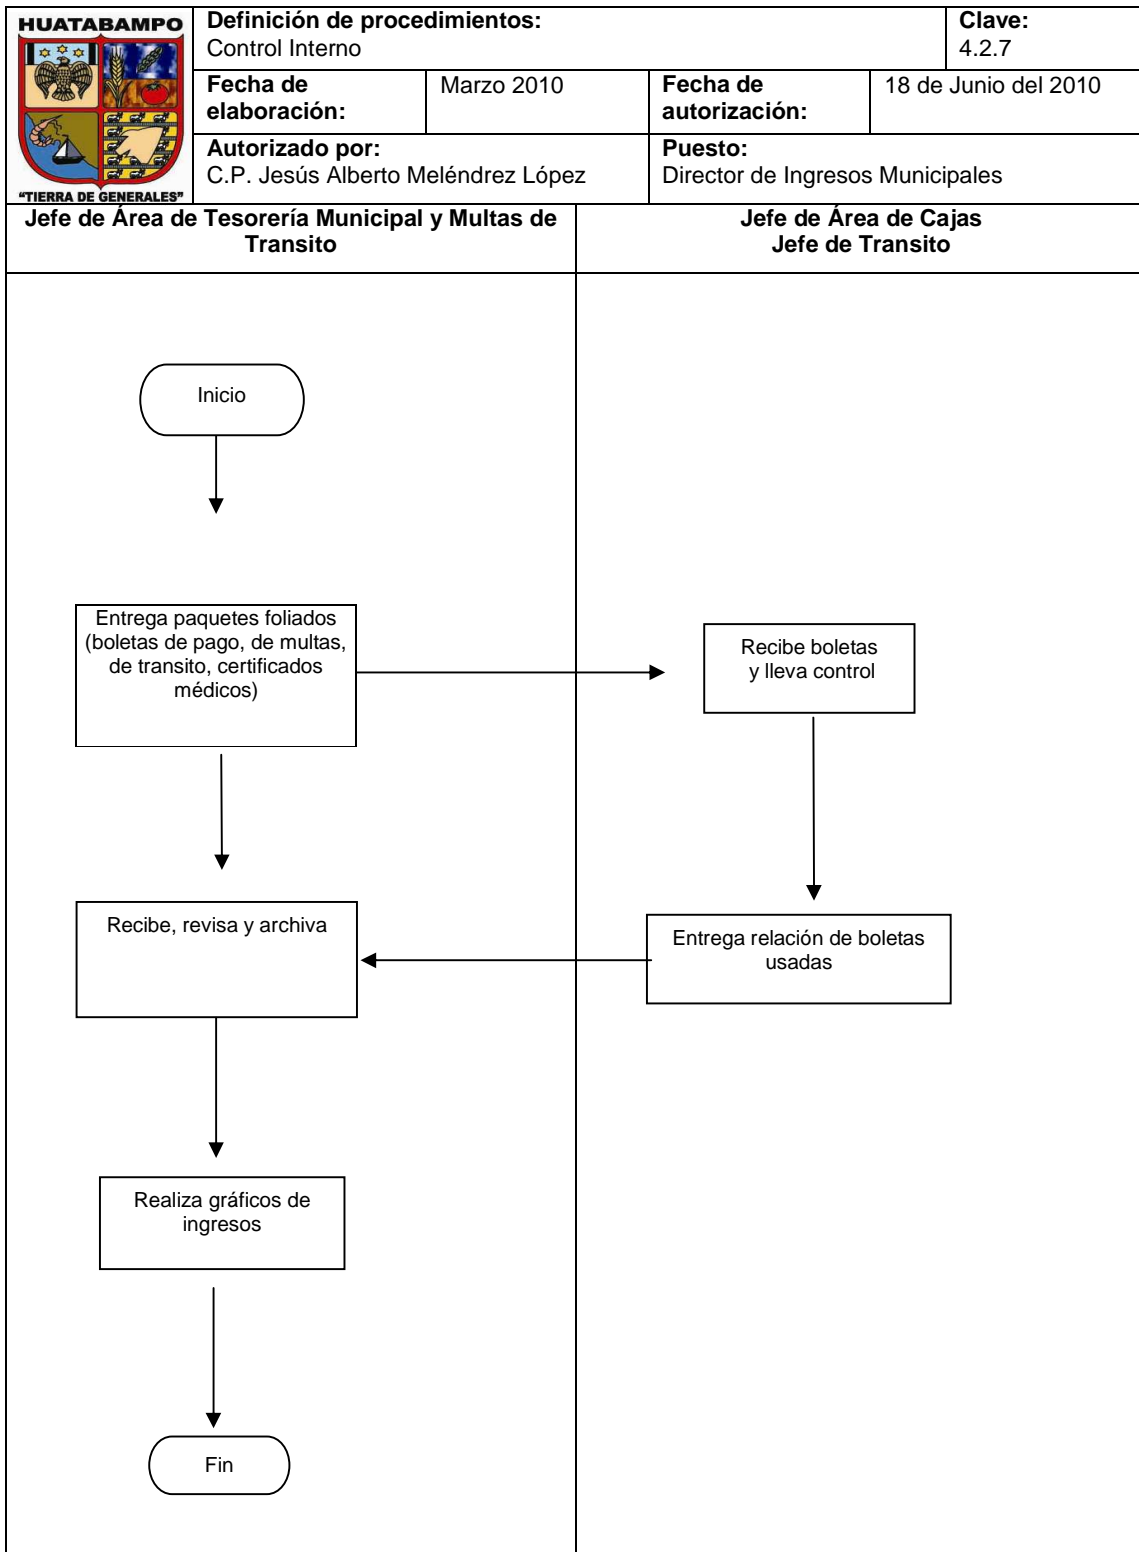 HUATABAMPO
"TIERRA DE GENERALES"
Definición de procedimientos:
Control Interno
Clave:
4.2.7
Fecha de
elaboración:
Marzo 2010
Fecha de
autorización:
18 de Junio del 2010
Autorizado por:
C.P. Jesús Alberto Meléndrez López
Puesto:
Director de Ingresos Municipales
Jefe de Área de Tesorería Municipal y Multas de
Transito
Jefe de Área de Cajas
Jefe de Transito
Inicio
Entrega paquetes foliados
(boletas de pago, de multas,
de transito, certificados
médicos)
Recibe boletas
y lleva control
Recibe, revisa y archiva
Entrega relación de boletas
usadas
Realiza gráficos de
ingresos
Fin